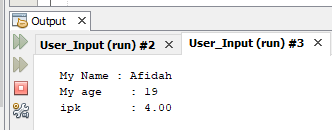 Output
User_Input (run) #2 User_Input (run) #3
My Name : Afidah
My age : 19
ipk : 4.00